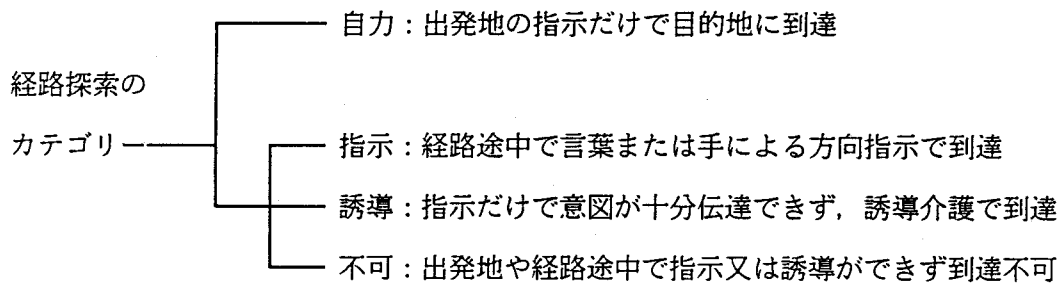 自力：出発地の指示だけで目的地に到達
経路探索の
カテゴリー
指示：経路途中で言葉または手による方向指示で到達
誘導：指示だけで意図が十分伝達できず，誘導介護で到達
不可：出発地や経路途中で指示又は誘導ができず到達不可